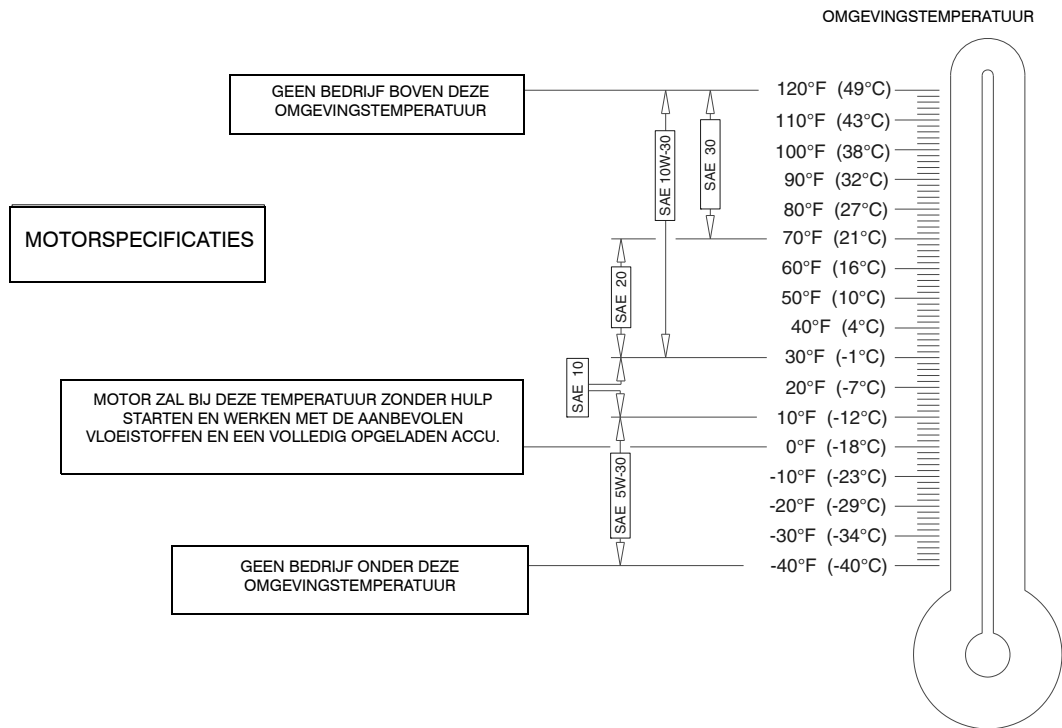 OMGEVINGSTEMPERATUUR
GEEN BEDRIJF BOVEN DEZE
OMGEVINGSTEMPERATUUR
MOTORSPECIFICATIES
MOTOR ZAL BIJ DEZE TEMPERATUUR ZONDER HULP
STARTEN EN WERKEN MET DE AANBEVOLEN
VLOEISTOFFEN EN EEN VOLLEDIG OPGELADEN ACCU.
GEEN BEDRIJF ONDER DEZE
OMGEVINGSTEMPERATUUR
SAE 10
SAE 20
SAE 5W-30
SAE 10W-30
SAE 30
120°F (49°C)
110°F (43°C)
100°F (38°C)
90°F (32°C)
80°F (27°C)
70°F (21°C)
60°F (16°C)
50°F (10°C)
40°F (4°C)
30°F (-1°C)
20°F (-7°C)
10°F (-12°C)
0°F (-18°C)
-10°F (-23°C)
-20°F (-29°C)
-30°F (-34°C)
-40°F (-40°C)